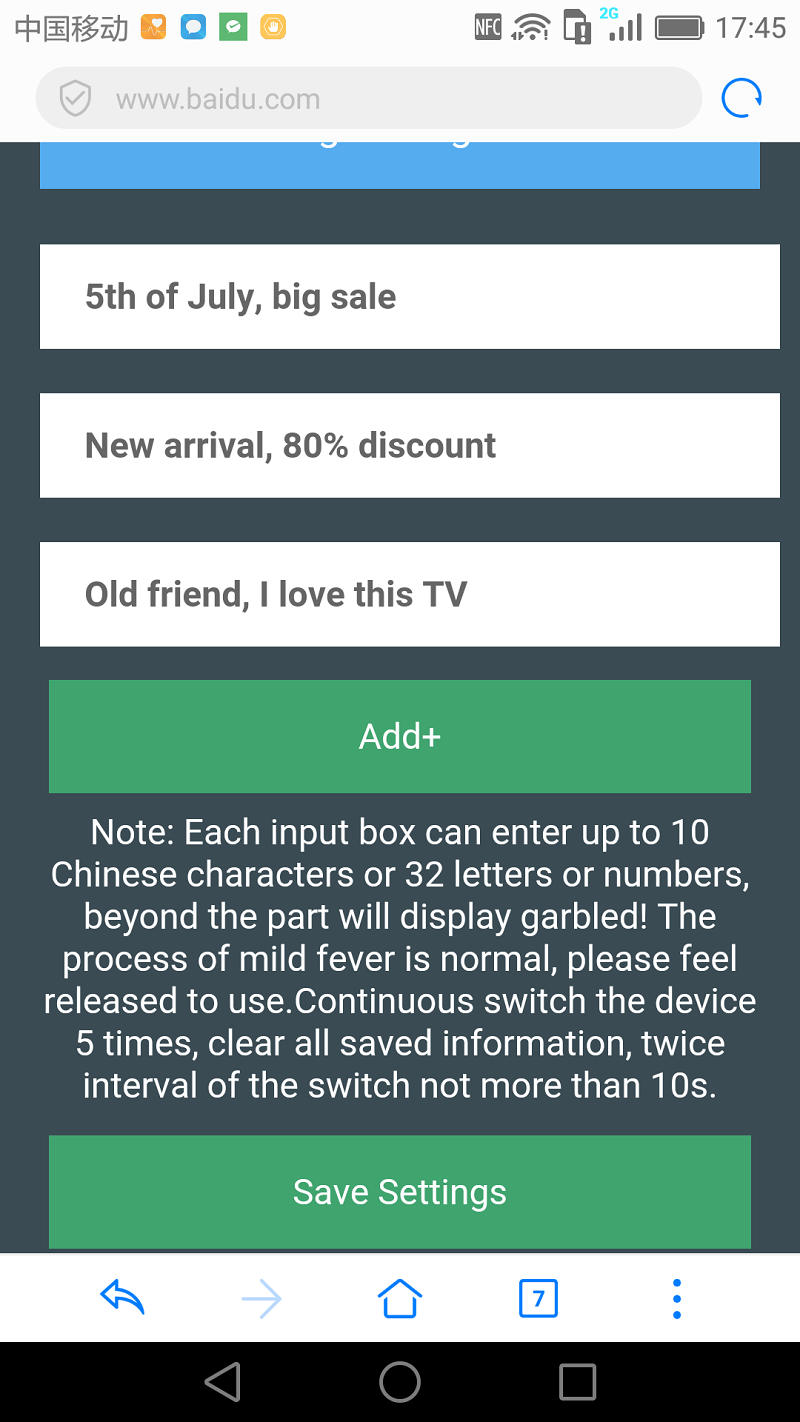 中国移动 NFC 2G 17:45
www.baidu.com
5th of July, big sale
New arrival, 80% discount
Old friend, I love this TV
Add+
Note: Each input box can enter up to 10
Chinese characters or 32 letters or numbers,
beyond the part will display garbled! The
process of mild fever is normal, please feel
released to use.Continuous switch the device
5 times, clear all saved information, twice
interval of the switch not more than 10s.
Save Settings
7